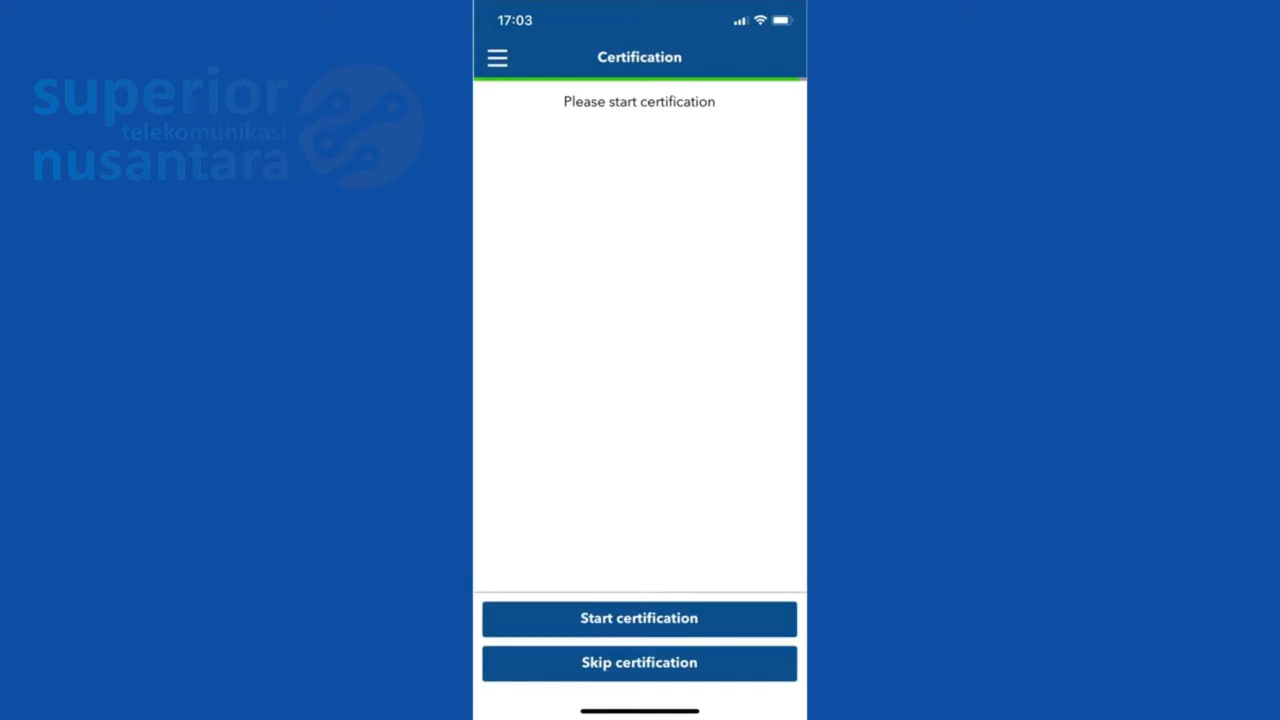 17:03
Certification
superior
telekomunikasi
nusantara
Please start certification
Start certification
Skip certification